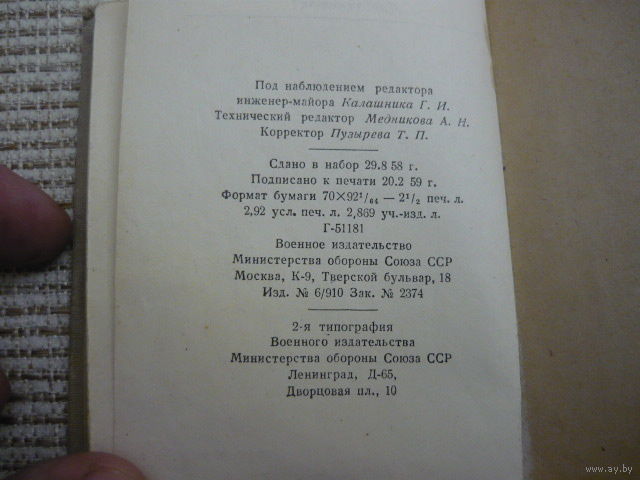 Под наблюдением редактора
инженер-майора Калашника Г. И.
Технический редактор Медникова А. Н.
Корректор Пузырева Т. П.
Сдано в набор 29.8 58 г.
Подписано к печати 20.2 59 г.
Формат бумаги 70×92¹/₆₄ — 2¹/₂ печ. л.
2,92 усл. печ. л. 2,869 уч.-изд. л.
Г-51181
Военное издательство
Министерства обороны Союза ССР
Москва, К-9, Тверской бульвар, 18
Изд. № 6/910 Зак. № 2374
2-я типография
Военного издательства
Министерства обороны Союза ССР
Ленинград, Д-65,
Дворцовая пл., 10
www.ay.by